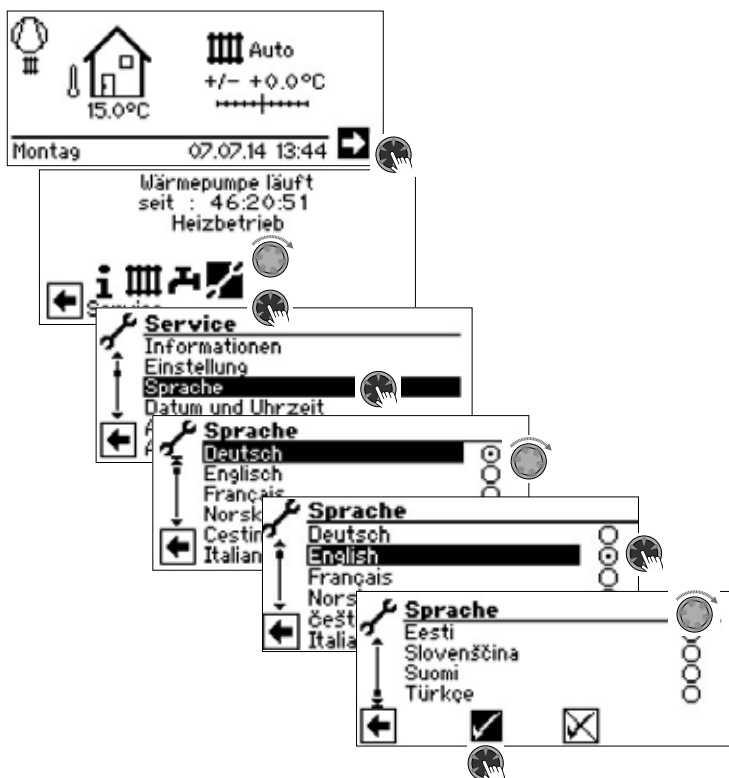 Auto
+/- +0.0°C
15.0°C
Montag 07.07.14 13:44
Wärmepumpe läuft
seit : 46:20:51
Heizbetrieb
Service
Informationen
Einstellung
Sprache
Datum und Uhrzeit
Sprache
Deutsch
Englisch
Français
Norsk
Italian
Sprache
Deutsch
English
Français
Sprache
Eesti
Slovenščina
Suomi
Türkçe